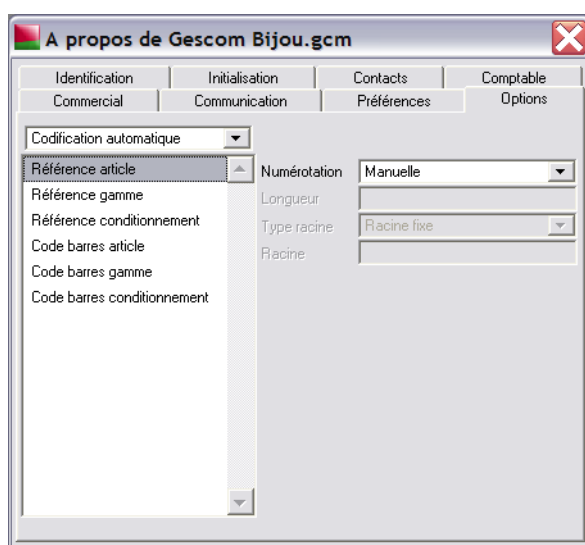 A propos de Gescom Bijou.gcm
Identification Initialisation Contacts Comptable
Commercial Communication Préférences Options
Codification automatique
Référence article
Référence gamme
Référence conditionnement
Code barres article
Code barres gamme
Code barres conditionnement
Numérotation Manuelle
Longueur
Type racine Racine fixe
Racine